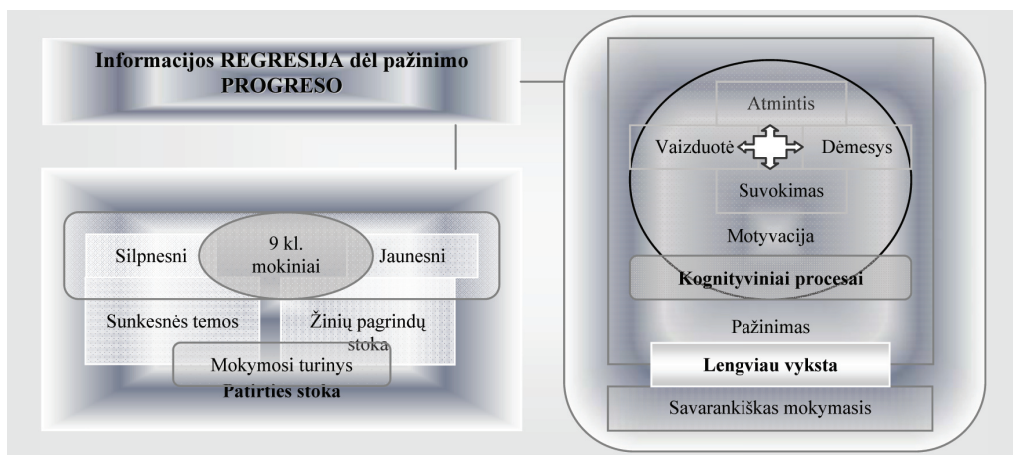 Informacijos REGRESIJA dėl pažinimo
PROGRESO
Silpnesni
9 kl.
mokiniai
Jaunesni
Sunkesnės temos
Žinių pagrindų
stoka
Mokymosi turinys
Patirties stoka
Atmintis
Vaizduotė
Dėmesys
Suvokimas
Motyvacija
Kognityviniai procesai
Pažinimas
Lengviau vyksta
Savarankiškas mokymasis